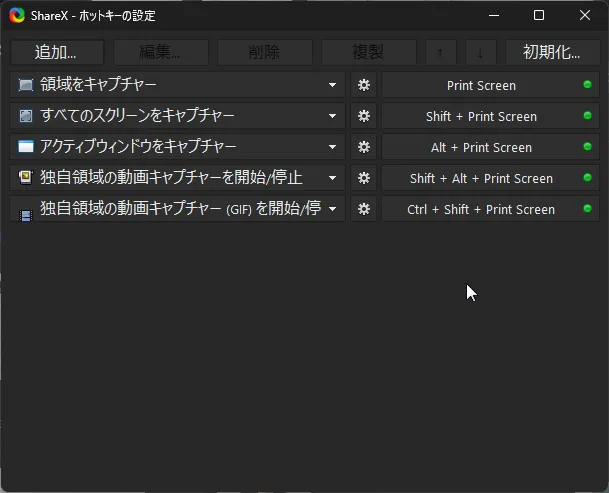 ShareX - ホットキーの設定
追加... 編集... 削除 複製 ↑ ↓ 初期化...
領域をキャプチャー Print Screen
すべてのスクリーンをキャプチャー Shift + Print Screen
アクティブウィンドウをキャプチャー Alt + Print Screen
独自領域の動画キャプチャーを開始/停止 Shift + Alt + Print Screen
独自領域の動画キャプチャー (GIF) を開始/停 Ctrl + Shift + Print Screen